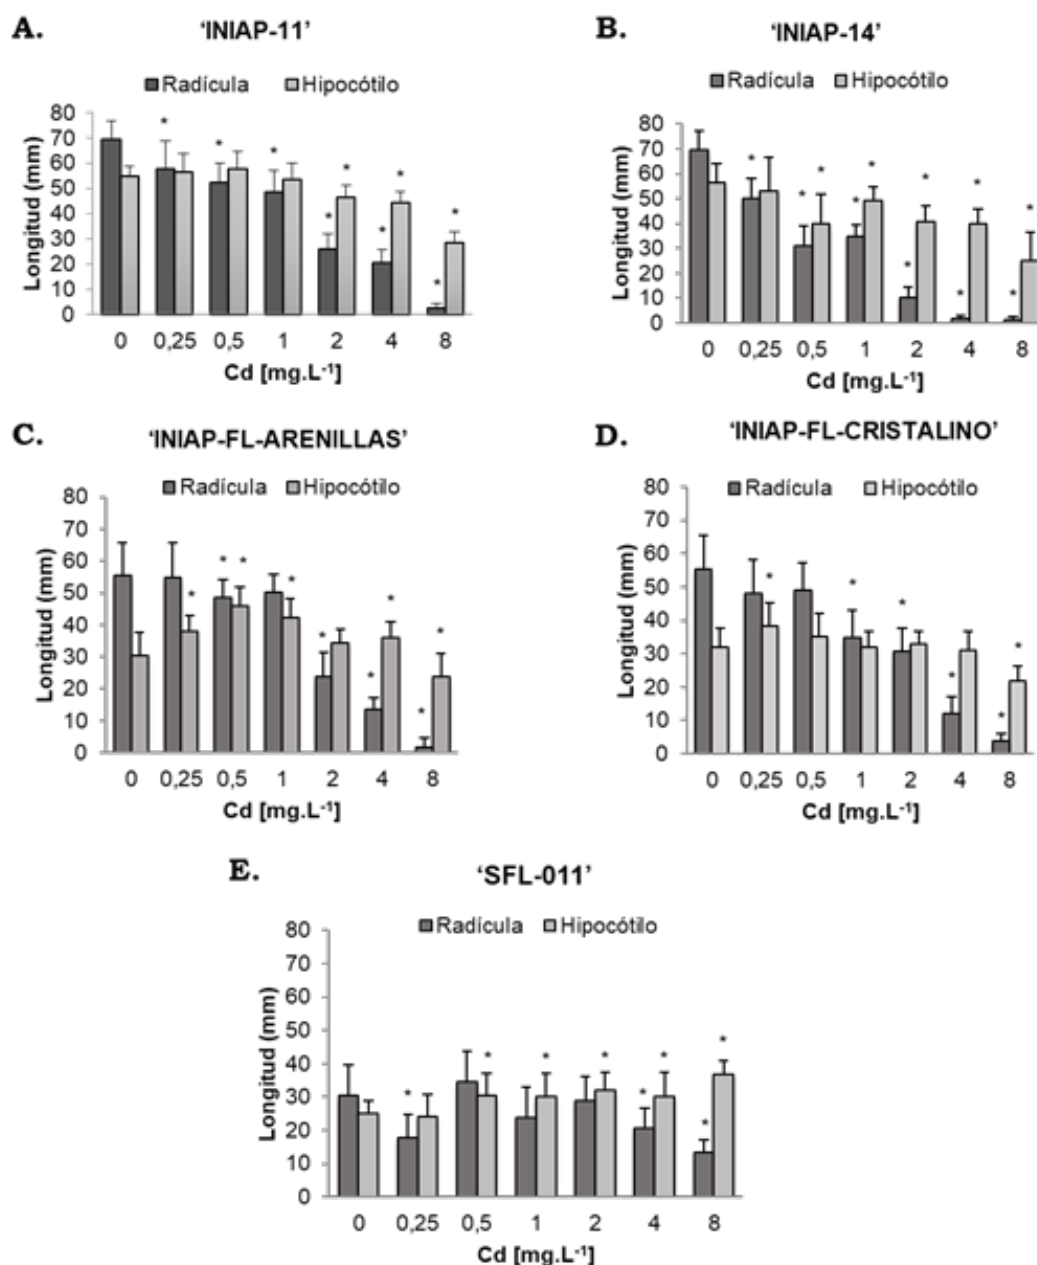 A.
'INIAP-11'
Radícula Hipocótilo
Longitud (mm)
80
70
60
50
40
30
20
10
0
* * * * * * * * *
0 0,25 0,5 1 2 4 8
Cd [mg.L-1]
B.
'INIAP-14'
Radícula Hipocótilo
Longitud (mm)
80
70
60
50
40
30
20
10
0
* * * * * * * * * * *
0 0,25 0,5 1 2 4 8
Cd [mg.L-1]
C.
'INIAP-FL-ARENILLAS'
Radícula Hipocótilo
Longitud (mm)
80
70
60
50
40
30
20
10
0
* * * * * * * * *
0 0,25 0,5 1 2 4 8
Cd [mg.L-1]
D.
'INIAP-FL-CRISTALINO'
Radícula Hipocótilo
Longitud (mm)
80
70
60
50
40
30
20
10
0
* * * * * *
0 0,25 0,5 1 2 4 8
Cd [mg.L-1]
E.
'SFL-011'
Radícula Hipocótilo
Longitud (mm)
80
70
60
50
40
30
20
10
0
* * * * * * * *
0 0,25 0,5 1 2 4 8
Cd [mg.L-1]